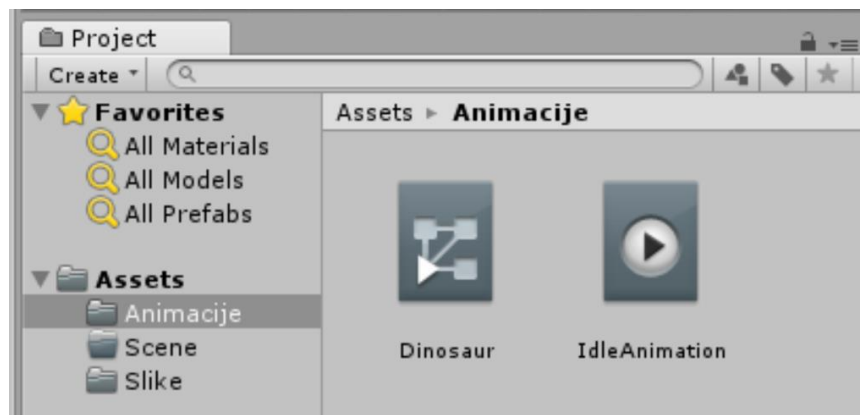 Project
Create
Favorites
All Materials
All Models
All Prefabs
Assets
Animacije
Scene
Slike
Assets Animacije
Dinosaur
IdleAnimation